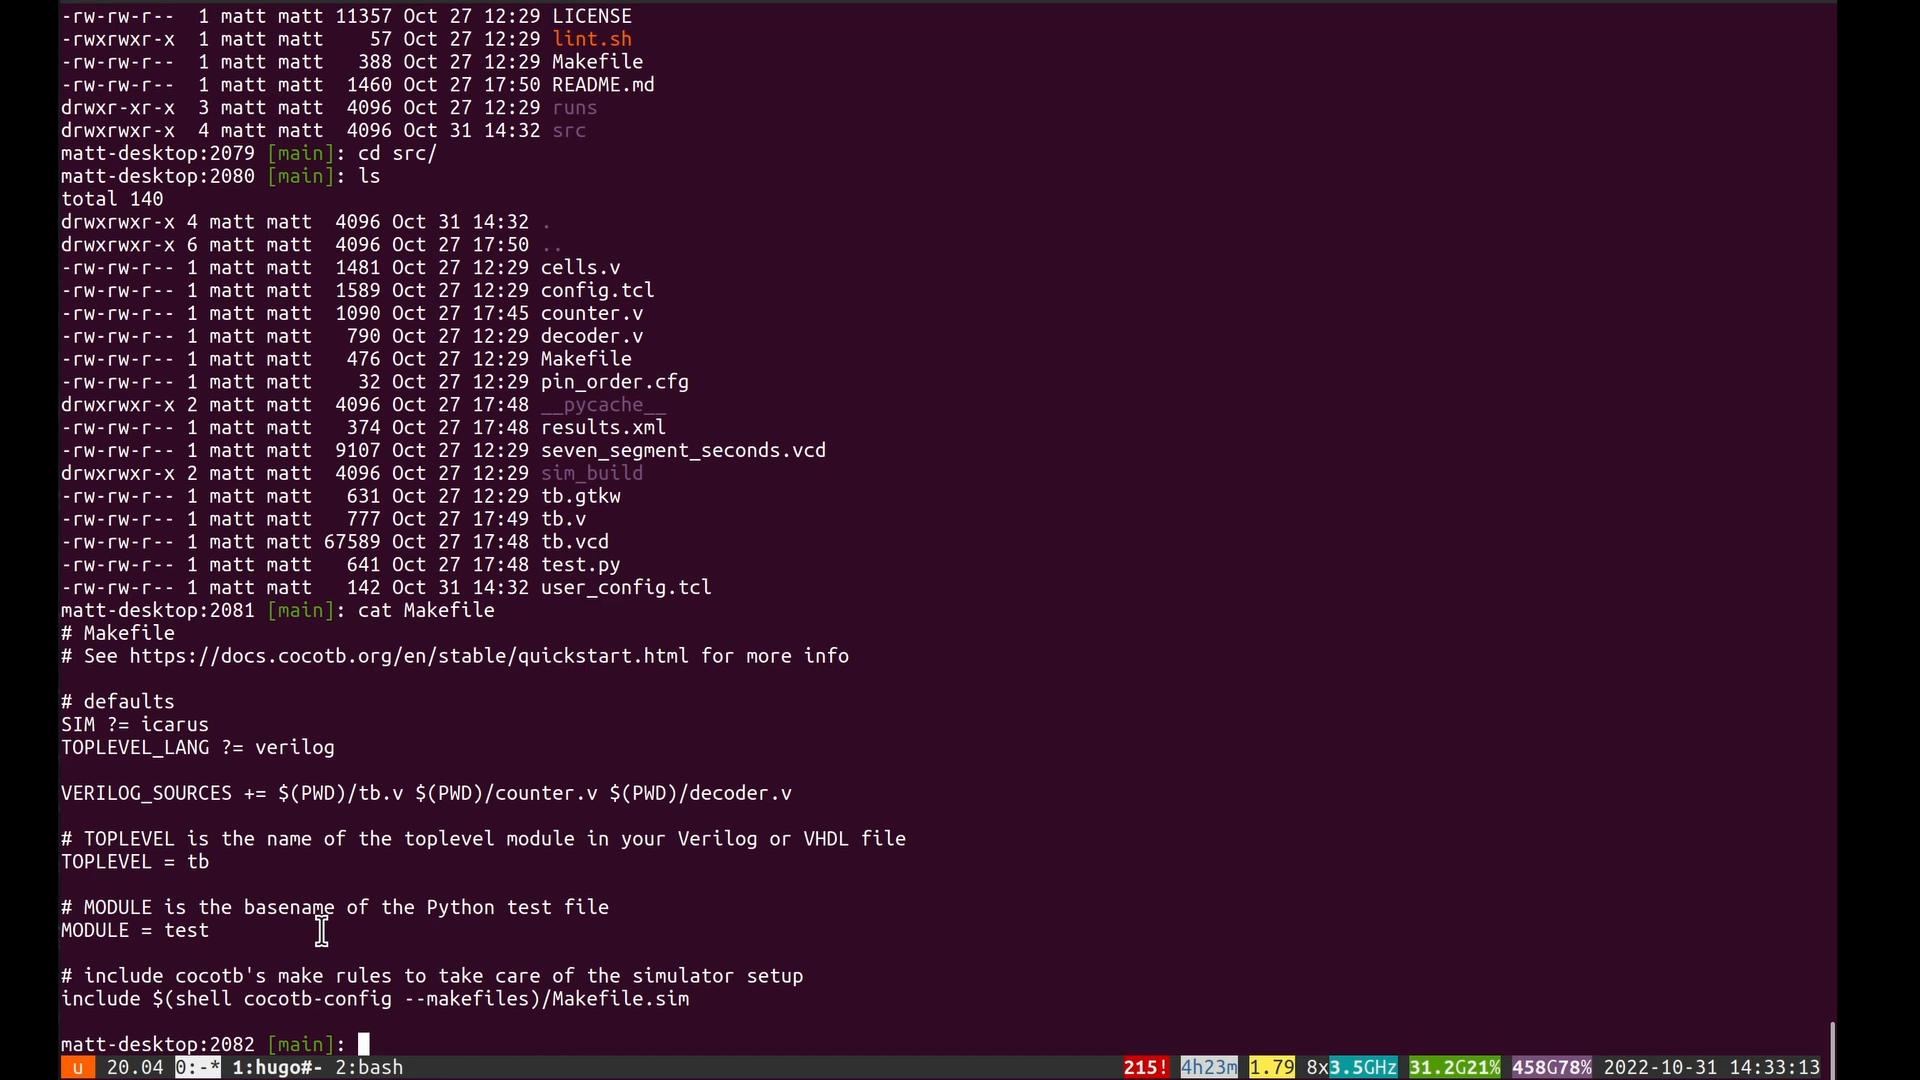 -rw-rw-r--  1 matt matt 11357 Oct 27 12:29 LICENSE
-rwxrwxr-x  1 matt matt    57 Oct 27 12:29 lint.sh
-rw-rw-r--  1 matt matt   388 Oct 27 12:29 Makefile
-rw-rw-r--  1 matt matt  1460 Oct 27 17:50 README.md
drwxr-xr-x  3 matt matt  4096 Oct 27 12:29 runs
drwxrwxr-x  4 matt matt  4096 Oct 31 14:32 src
matt-desktop:2079 [main]: cd src/
matt-desktop:2080 [main]: ls
total 140
drwxrwxr-x 4 matt matt  4096 Oct 31 14:32 .
drwxrwxr-x 6 matt matt  4096 Oct 27 17:50 ..
-rw-rw-r-- 1 matt matt  1481 Oct 27 12:29 cells.v
-rw-rw-r-- 1 matt matt  1589 Oct 27 12:29 config.tcl
-rw-rw-r-- 1 matt matt  1090 Oct 27 17:45 counter.v
-rw-rw-r-- 1 matt matt   790 Oct 27 12:29 decoder.v
-rw-rw-r-- 1 matt matt   476 Oct 27 12:29 Makefile
-rw-rw-r-- 1 matt matt    32 Oct 27 12:29 pin_order.cfg
drwxrwxr-x 2 matt matt  4096 Oct 27 17:48 __pycache__
-rw-rw-r-- 1 matt matt   374 Oct 27 17:48 results.xml
-rw-rw-r-- 1 matt matt  9107 Oct 27 12:29 seven_segment_seconds.vcd
drwxrwxr-x 2 matt matt  4096 Oct 27 12:29 sim_build
-rw-rw-r-- 1 matt matt   631 Oct 27 12:29 tb.gtkw
-rw-rw-r-- 1 matt matt   777 Oct 27 17:49 tb.v
-rw-rw-r-- 1 matt matt 67589 Oct 27 17:48 tb.vcd
-rw-rw-r-- 1 matt matt   641 Oct 27 17:48 test.py
-rw-rw-r-- 1 matt matt   142 Oct 31 14:32 user_config.tcl
matt-desktop:2081 [main]: cat Makefile
# Makefile
# See https://docs.cocotb.org/en/stable/quickstart.html for more info
# defaults
SIM ?= icarus
TOPLEVEL_LANG ?= verilog
VERILOG_SOURCES += $(PWD)/tb.v $(PWD)/counter.v $(PWD)/decoder.v
# TOPLEVEL is the name of the toplevel module in your Verilog or VHDL file
TOPLEVEL = tb
# MODULE is the basename of the Python test file
MODULE = test
# include cocotb's make rules to take care of the simulator setup
include $(shell cocotb-config --makefiles)/Makefile.sim
matt-desktop:2082 [main]:
u 20.04 0:-* 1:hugo#- 2:bash 215! 4h23m 1.79 8x3.5GHz 31.2G21% 458G78% 2022-10-31 14:33:13